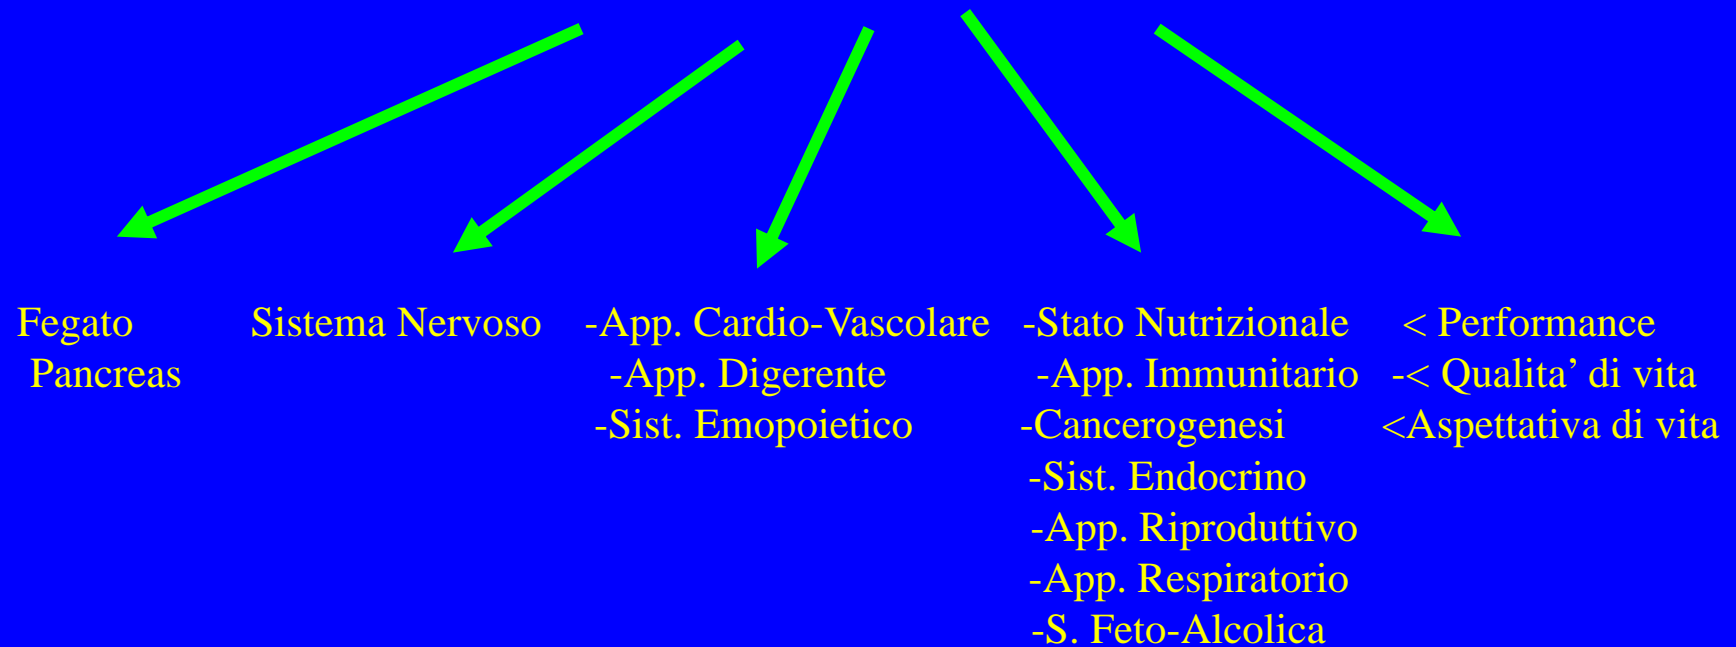 Fegato Sistema Nervoso -App. Cardio-Vascolare -Stato Nutrizionale < Performance
Pancreas -App. Digerente -App. Immunitario -< Qualita’ di vita
-Sist. Emopoietico -Cancerogenesi <Aspettativa di vita
-Sist. Endocrino
-App. Riproduttivo
-App. Respiratorio
-S. Feto-Alcolica